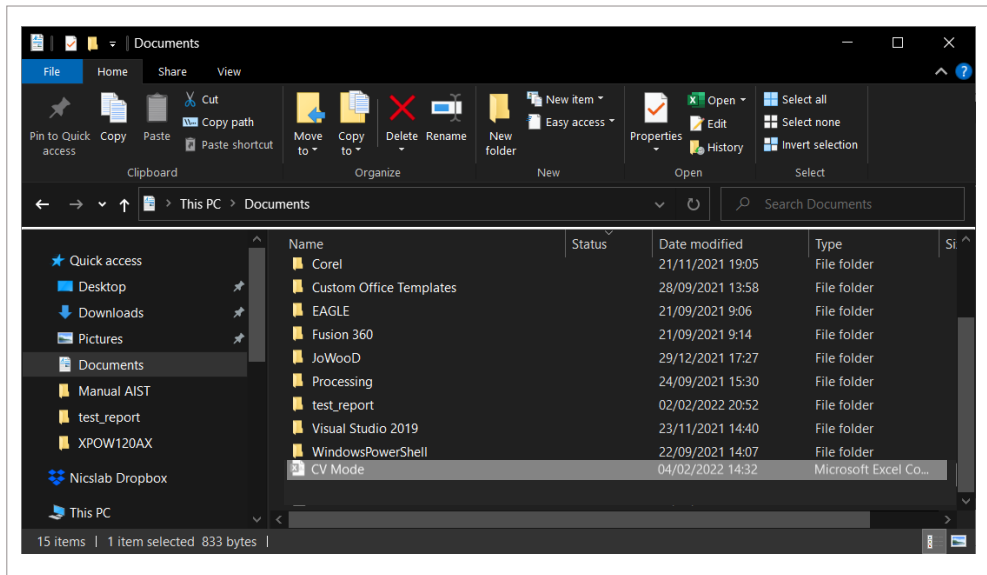 Documents
File Home Share View
Pin to Quick access
Copy
Paste
Cut
Copy path
Paste shortcut
Clipboard
Move to
Copy to
Delete
Rename
Organize
New folder
New item
Easy access
New
Properties
Open
Edit
History
Open
Select all
Select none
Invert selection
Select
This PC > Documents
Search Documents
Quick access
Desktop
Downloads
Pictures
Documents
Manual AIST
test_report
XPOW120AX
Nicslab Dropbox
This PC
Name Status Date modified Type
Corel 21/11/2021 19:05 File folder
Custom Office Templates 28/09/2021 13:58 File folder
EAGLE 21/09/2021 9:06 File folder
Fusion 360 21/09/2021 9:14 File folder
JoWooD 29/12/2021 17:27 File folder
Processing 24/09/2021 15:30 File folder
test_report 02/02/2022 20:52 File folder
Visual Studio 2019 23/11/2021 14:40 File folder
WindowsPowerShell 22/09/2021 14:07 File folder
CV Mode 04/02/2022 14:32 Microsoft Excel Co...
15 items | 1 item selected 833 bytes |